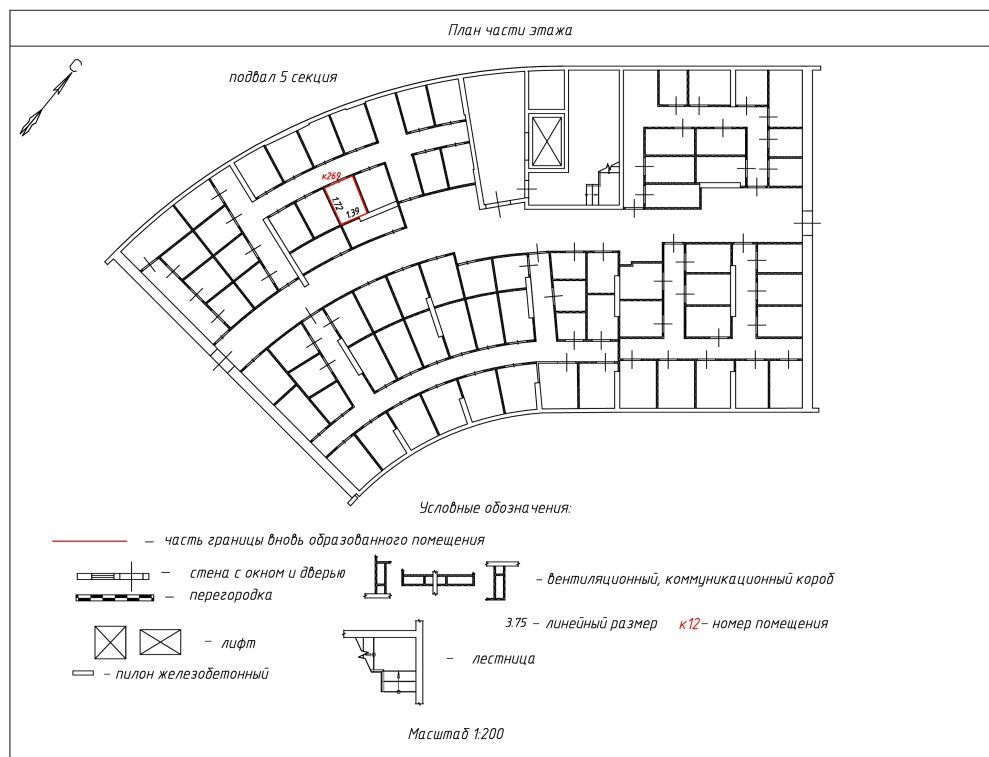 План части этажа
С
подвал 5 секция
к269
1.72
1.39
Условные обозначения:
– часть границы вновь образованного помещения
– стена с окном и дверью
– перегородка
– вентиляционный, коммуникационный короб
3.75 – линейный размер к12– номер помещения
– лифт
– лестница
– пилон железобетонный
Масштаб 1:200